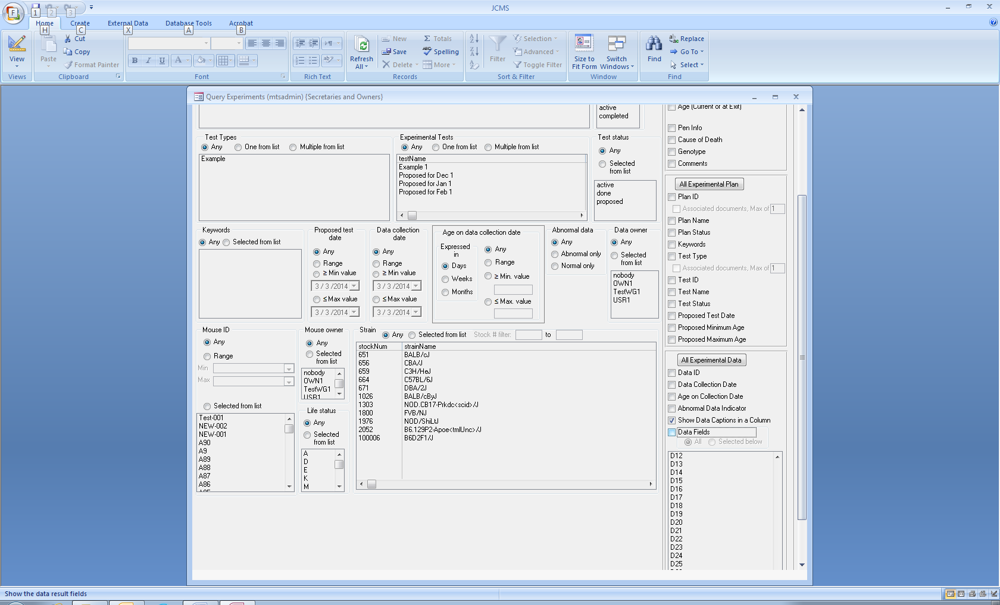 JCMS
F
1
2
3
Home
Create
External Data
Database Tools
Acrobat
H
C
X
A
B
View
Views
Paste
Cut
Copy
Format Painter
Clipboard
B I U A
Font
Rich Text
Refresh
All
New
Save
Delete
Totals
Spelling
More
Records
Filter
Selection
Advanced
Toggle Filter
Sort & Filter
Size to
Fit Form
Switch
Windows
Window
Find
Replace
Go To
Select
Find
Query Experiments (mtsadmin) {Secretaries and Owners}
active
completed
Test Types
Any
One from list
Multiple from list
Example
Experimental Tests
Any
One from list
Multiple from list
testName
Example 1
Proposed for Dec 1
Proposed for Jan 1
Proposed for Feb 1
Test status
Any
Selected
from list
active
done
proposed
Keywords
Any
Selected from list
Proposed test
date
Any
Range
≥ Min value
3 / 3 /2014
≤ Max value
3 / 3 /2014
Data collection
date
Any
Range
≥ Min value
3 / 3 /2014
≤ Max value
3 / 3 /2014
Age on data collection date
Expressed
in
Days
Weeks
Months
Any
Range
≥ Min. value
≤ Max. value
Abnormal data
Any
Abnormal only
Normal only
Data owner
Any
Selected
from list
nobody
OWN1
TestWG1
USR1
Mouse ID
Any
Range
Min
Max
Selected from list
Test-001
NEW-002
NEW-001
A90
A9
A89
A88
A87
A86
A85
Mouse owner
Any
Selected
from list
nobody
OWN1
TestWG1
USR1
Life status
Any
Selected
from list
A
D
E
K
M
Strain
Any
Selected from list
Stock # filter:
to
stockNum strainName
651 BALB/cJ
656 CBA/J
659 C3H/HeJ
664 C57BL/6J
671 DBA/2J
1026 BALB/cByJ
1303 NOD.CB17-Prkdc<scid>/J
1800 FVB/NJ
1976 NOD/ShiLtJ
2052 B6.129P2-Apoe<tm1Unc>/J
100006 B6D2F1/J
Age (Current or at Exit)
Pen Info
Cause of Death
Genotype
Comments
All Experimental Plan
Plan ID
Associated documents, Max of 1
Plan Name
Plan Status
Keywords
Test Type
Associated documents, Max of 1
Test ID
Test Name
Test Status
Proposed Test Date
Proposed Minimum Age
Proposed Maximum Age
All Experimental Data
Data ID
Data Collection Date
Age on Collection Date
Abnormal Data Indicator
Show Data Captions in a Column
Data Fields
All
Selected below
D12
D13
D14
D15
D16
D17
D18
D19
D20
D21
D22
D23
D24
D25
Show the data result fields